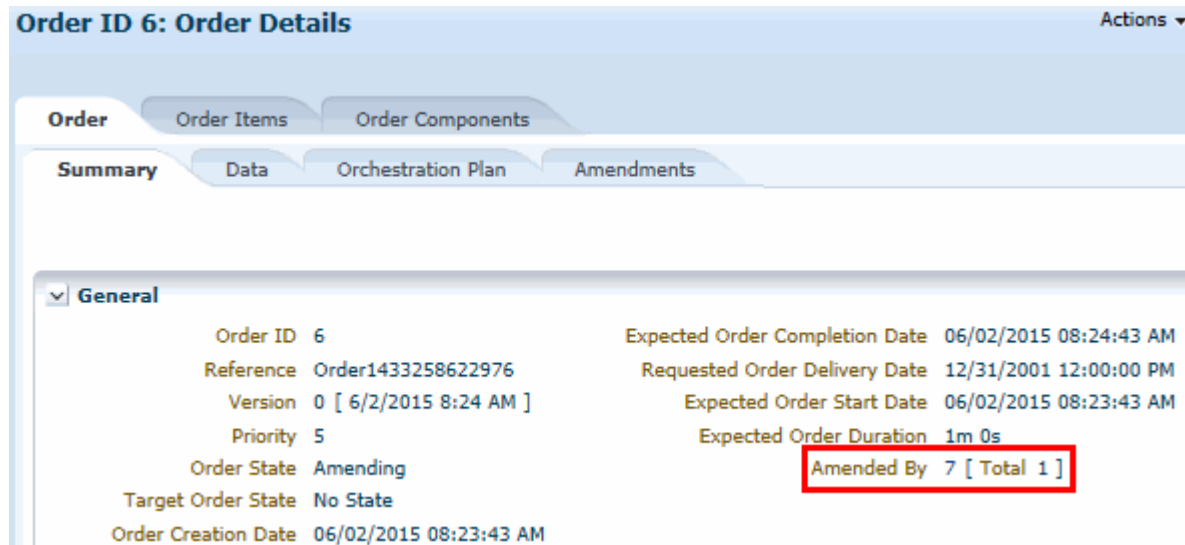 Order ID 6: Order Details Actions
Order Order Items Order Components
Summary Data Orchestration Plan Amendments
General
Order ID 6 Expected Order Completion Date 06/02/2015 08:24:43 AM
Reference Order1433258622976 Requested Order Delivery Date 12/31/2001 12:00:00 PM
Version 0 [ 6/2/2015 8:24 AM ] Expected Order Start Date 06/02/2015 08:23:43 AM
Priority 5 Expected Order Duration 1m 0s
Order State Amending Amended By 7 [ Total 1 ]
Target Order State No State
Order Creation Date 06/02/2015 08:23:43 AM